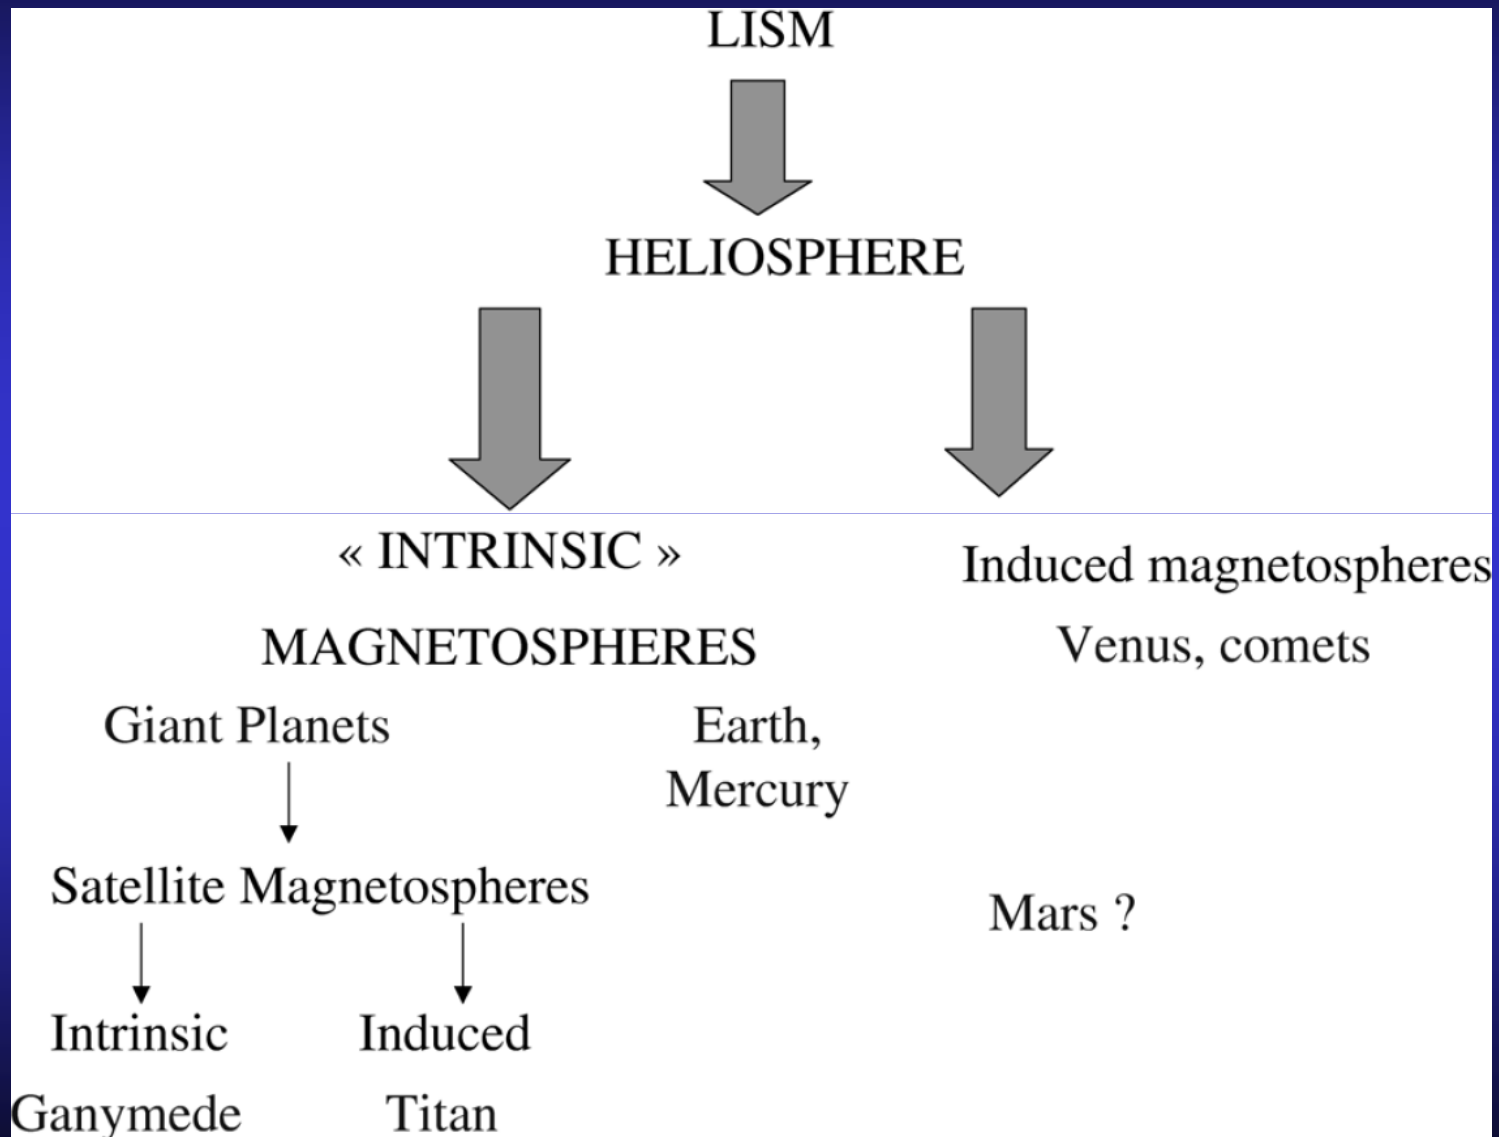 LISM
HELIOSPHERE
« INTRINSIC »
MAGNETOSPHERES
Induced magnetospheres
Venus, comets
Giant Planets
Earth,
Mercury
Satellite Magnetospheres
Mars ?
Intrinsic
Induced
Ganymede
Titan